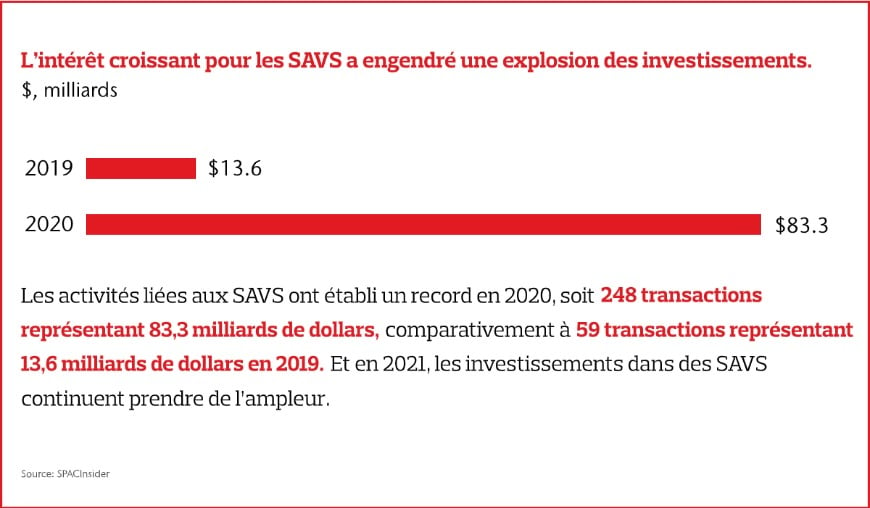 L'intérêt croissant pour les SAVS a engendré une explosion des investissements.
$, milliards
2019 $13.6
2020 $83.3
Les activités liées aux SAVS ont établi un record en 2020, soit 248 transactions
représentant 83,3 milliards de dollars, comparativement à 59 transactions représentant
13,6 milliards de dollars en 2019. Et en 2021, les investissements dans des SAVS
continuent prendre de l'ampleur.
Source: SPACInsider